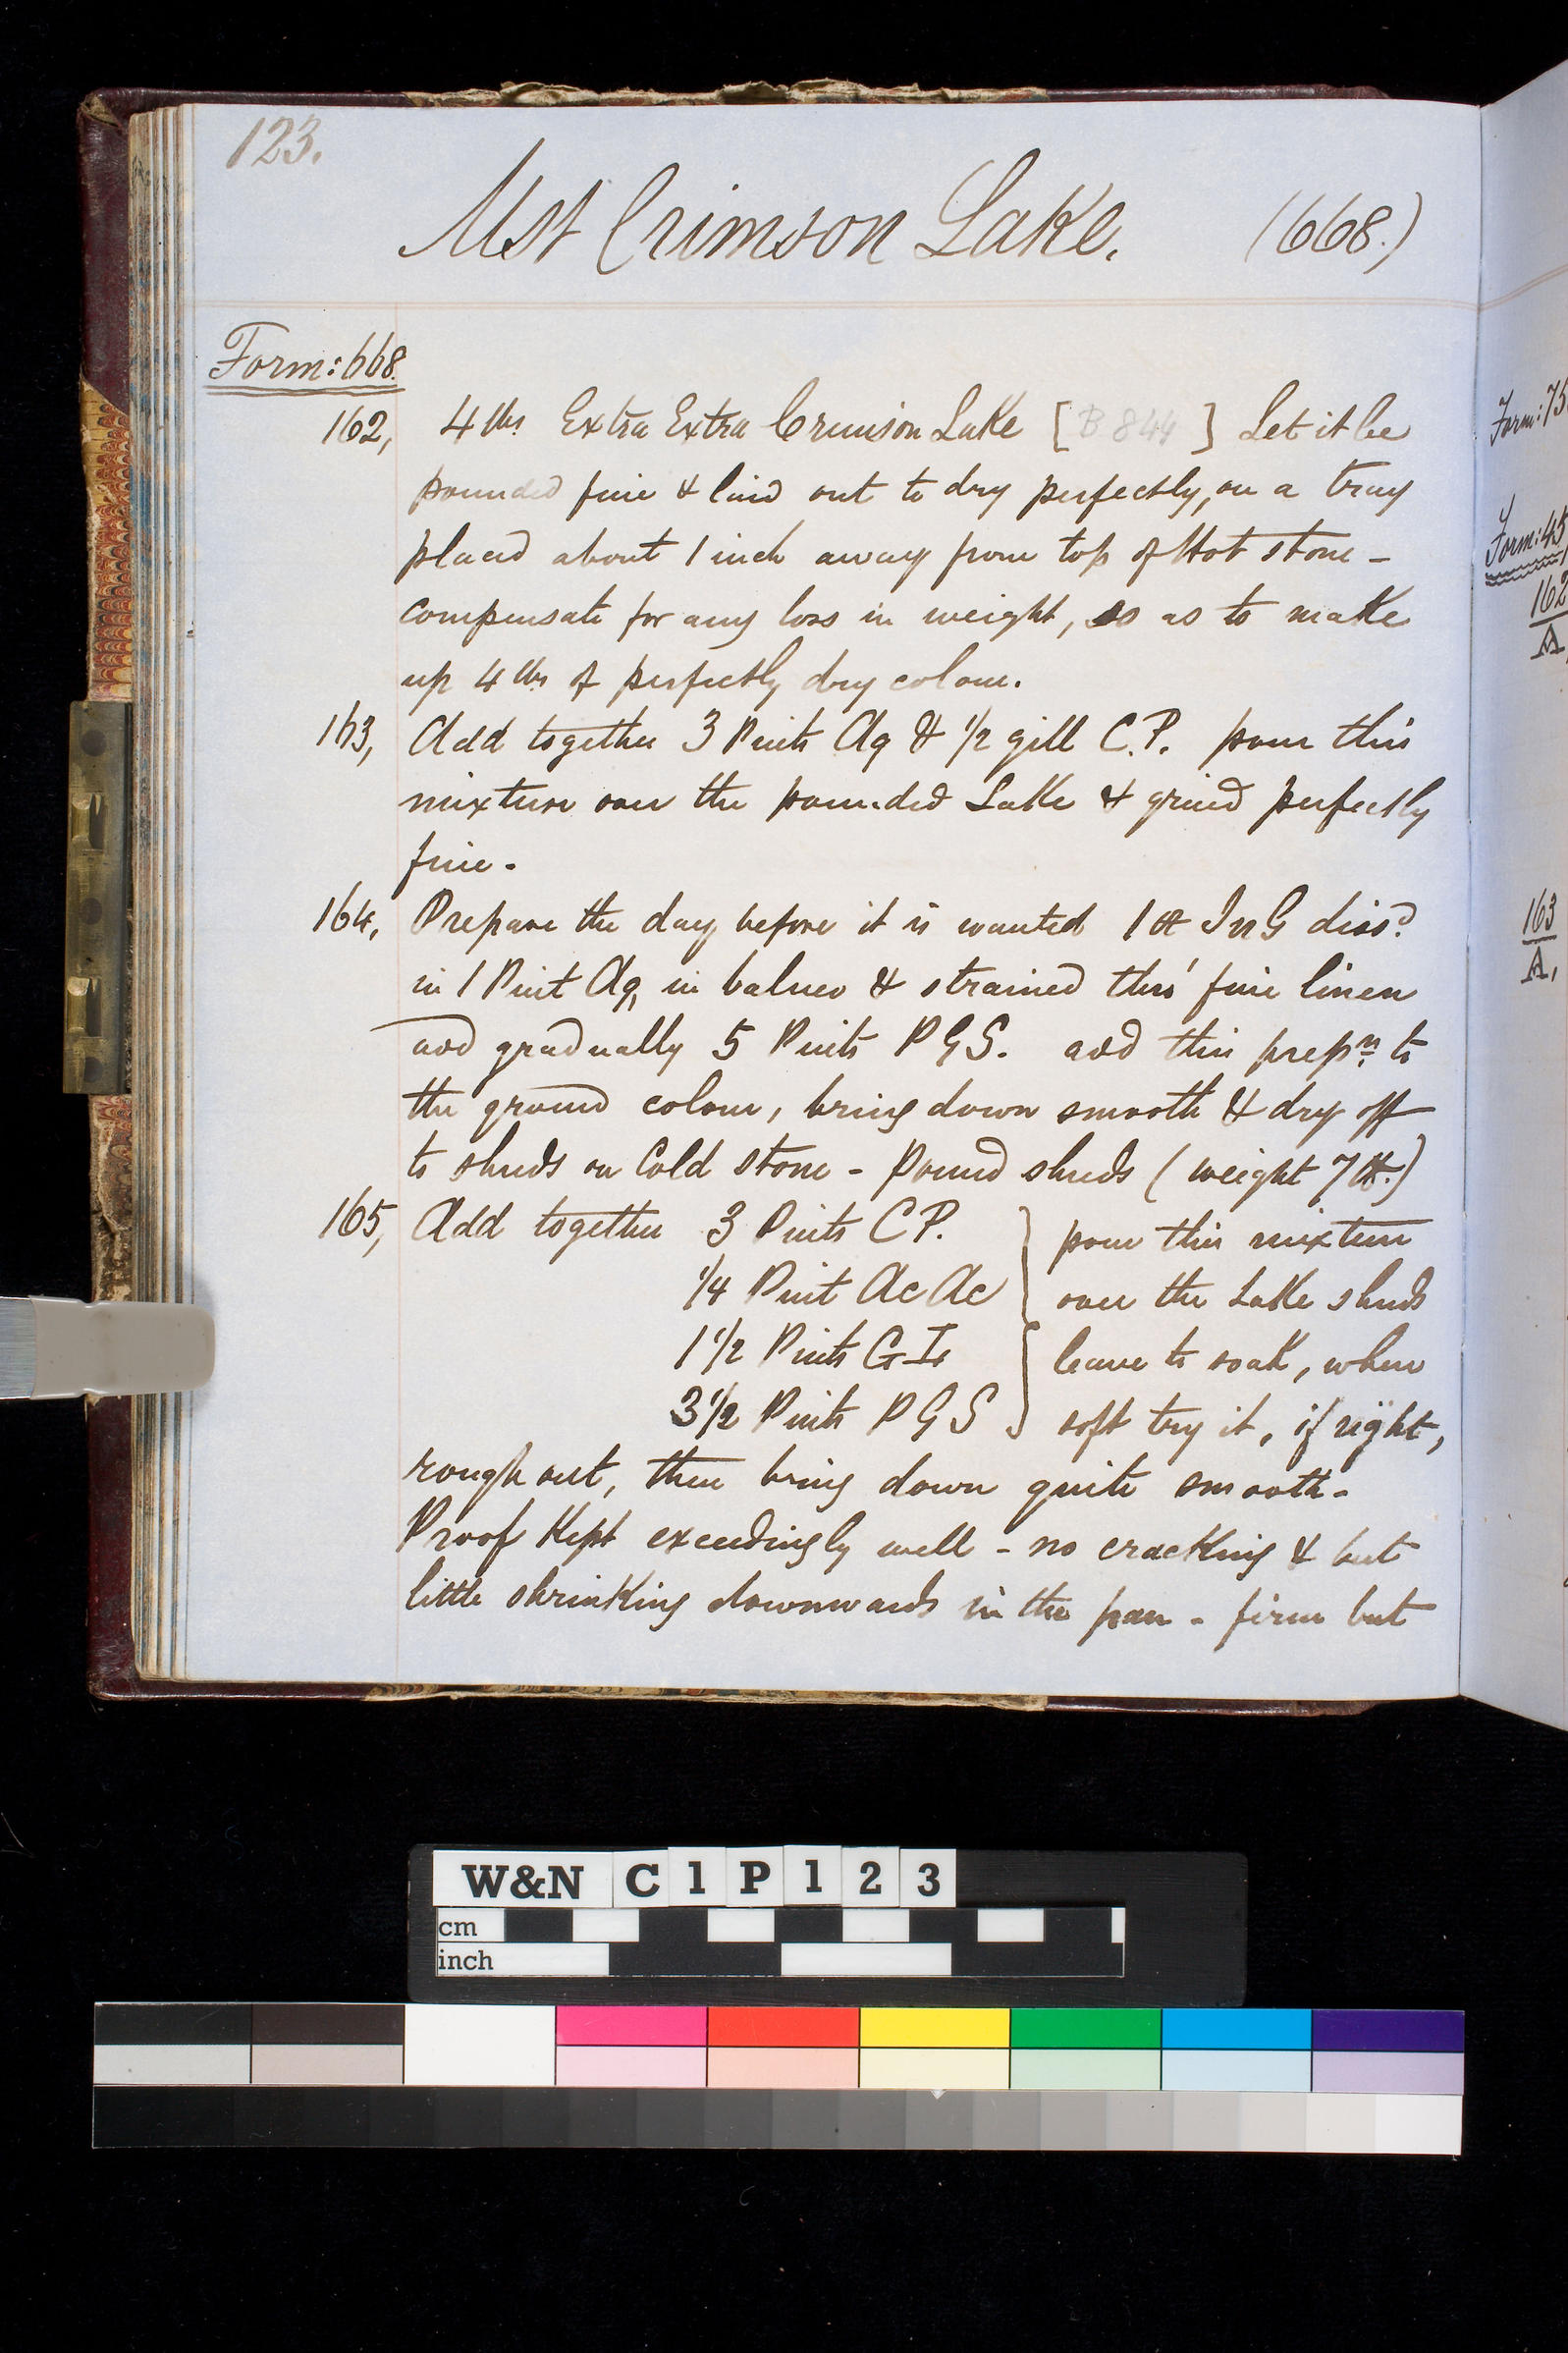 123.
Mst Crimson Lake. (668.)
Form: 668.
162, 4 lbs Extra Extra Crimson Lake [B 844] Let it be
pounded fine & laid out to dry perfectly, on a tray
placed about 1 inch away from top of Hot stone -
compensate for any loss in weight, so as to make
up 4 lbs of perfectly dry colour.
163, Add together 3 Pints Aq & 1/2 gill C.P. pour this
mixture over the pounded Lake & grind perfectly
fine.
164, Prepare the day before it is wanted 1 lb In G dissd
in 1 Pint Aq, in balneo & strained thro' fine linen
add gradually 5 Pints P G S. add this prepn to
the ground colour, bring down smooth & dry off
to shreds on Cold stone - Pound shreds (weight 7 lb.)
165, Add together 3 Pints C P.
1/4 Pint Ac Ac
1 1/2 Pints G I
3 1/2 Pints P G S
pour this mixture
over the Lake shreds
leave to soak, when
soft try it, if right,
rough out, then bring down quite smooth -
Proof Kept exceedingly well - no cracking & but
little shrinking downwards in the pan - firm but
Form: 75
Form: 45
162
A
163
A,
W&N C1P123
cm
inch